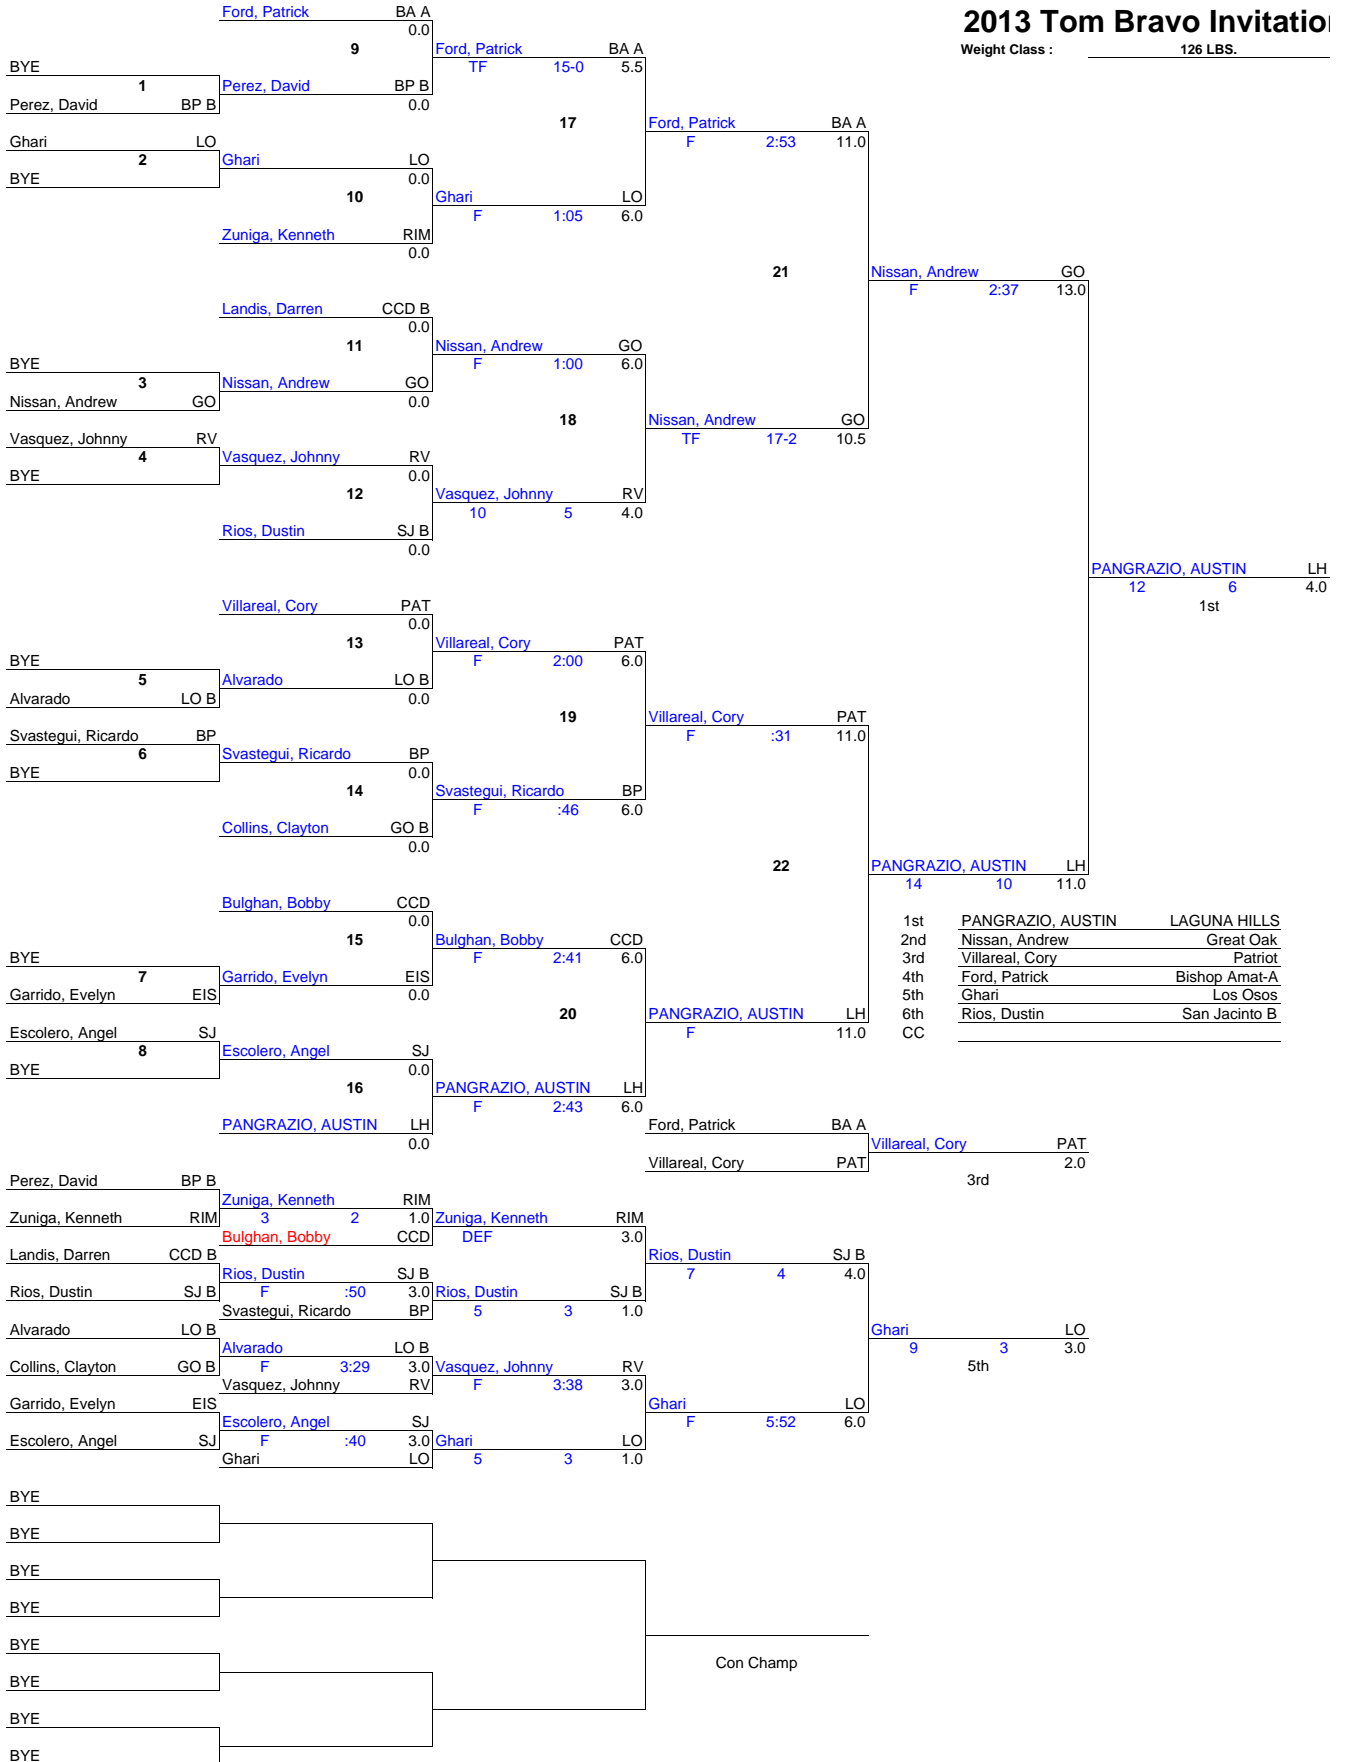 Ford, Patrick BA A
2013 Tom Bravo Invitatio
0.0
9 Ford, Patrick BA A
Weight Class : 126 LBS.
BYE TF 15-0 5.5
1 Perez, David BP B
Perez, David BP B 0.0
17 Ford, Patrick BA A
Ghari LO F 2:53 11.0
2 Ghari LO
BYE 0.0
10 Ghari LO
F 1:05 6.0
Zuniga, Kenneth RIM
0.0
21 Nissan, Andrew GO
F 2:37 13.0
Landis, Darren CCD B
0.0
11 Nissan, Andrew GO
BYE F 1:00 6.0
3 Nissan, Andrew GO
Nissan, Andrew GO 0.0
18 Nissan, Andrew GO
Vasquez, Johnny RV TF 17-2 10.5
4 Vasquez, Johnny RV
BYE 0.0
12 Vasquez, Johnny RV
10 5 4.0
Rios, Dustin SJ B
0.0
PANGRAZIO, AUSTIN LH
12 6 4.0
Villareal, Cory PAT 1st
0.0
13 Villareal, Cory PAT
BYE F 2:00 6.0
5 Alvarado LO B
Alvarado LO B 0.0
19 Villareal, Cory PAT
Svastegui, Ricardo BP F :31 11.0
6 Svastegui, Ricardo BP
BYE 0.0
14 Svastegui, Ricardo BP
F :46 6.0
Collins, Clayton GO B
0.0
22 PANGRAZIO, AUSTIN LH
14 10 11.0
Bulghan, Bobby CCD
0.0 1st PANGRAZIO, AUSTIN LAGUNA HILLS
15 Bulghan, Bobby CCD 2nd Nissan, Andrew Great Oak
BYE F 2:41 6.0 3rd Villareal, Cory Patriot
7 Garrido, Evelyn EIS 4th Ford, Patrick Bishop Amat-A
Garrido, Evelyn EIS 0.0 5th Ghari Los Osos
20 PANGRAZIO, AUSTIN LH 6th Rios, Dustin San Jacinto B
Escolero, Angel SJ F 11.0 CC
8 Escolero, Angel SJ
BYE 0.0
16 PANGRAZIO, AUSTIN LH
F 2:43 6.0
PANGRAZIO, AUSTIN LH Ford, Patrick BA A
0.0 Villareal, Cory PAT
Villareal, Cory PAT 2.0
Perez, David BP B 3rd
Zuniga, Kenneth RIM
Zuniga, Kenneth RIM 3 2 1.0 Zuniga, Kenneth RIM
Bulghan, Bobby CCD DEF 3.0
Landis, Darren CCD B Rios, Dustin SJ B
Rios, Dustin SJ B 7 4 4.0
Rios, Dustin SJ B F :50 3.0 Rios, Dustin SJ B
Svastegui, Ricardo BP 5 3 1.0
Alvarado LO B Ghari LO
Alvarado LO B 9 3 3.0
Collins, Clayton GO B F 3:29 3.0 Vasquez, Johnny RV 5th
Vasquez, Johnny RV F 3:38 3.0
Garrido, Evelyn EIS Ghari LO
Escolero, Angel SJ F 5:52 6.0
Escolero, Angel SJ F :40 3.0 Ghari LO
Ghari LO 5 3 1.0
BYE
BYE
BYE
BYE
BYE
Con Champ
BYE
BYE
BYE